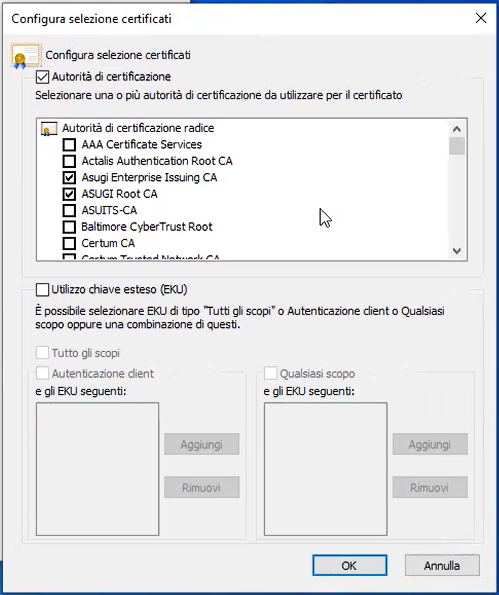 Configura selezione certificati
Configura selezione certificati
Autorità di certificazione
Selezionare una o più autorità di certificazione da utilizzare per il certificato
Autorità di certificazione radice
AAA Certificate Services
Actalis Authentication Root CA
Asugi Enterprise Issuing CA
ASUGI Root CA
ASUITS-CA
Baltimore CyberTrust Root
Certum CA
Certum Trusted Network CA
Utilizzo chiave esteso (EKU)
È possibile selezionare EKU di tipo "Tutti gli scopi" o Autenticazione client o Qualsiasi
scopo oppure una combinazione di questi.
Tutto gli scopi
Autenticazione client
Qualsiasi scopo
e gli EKU seguenti:
e gli EKU seguenti:
Aggiungi
Aggiungi
Rimuovi
Rimuovi
OK
Annulla